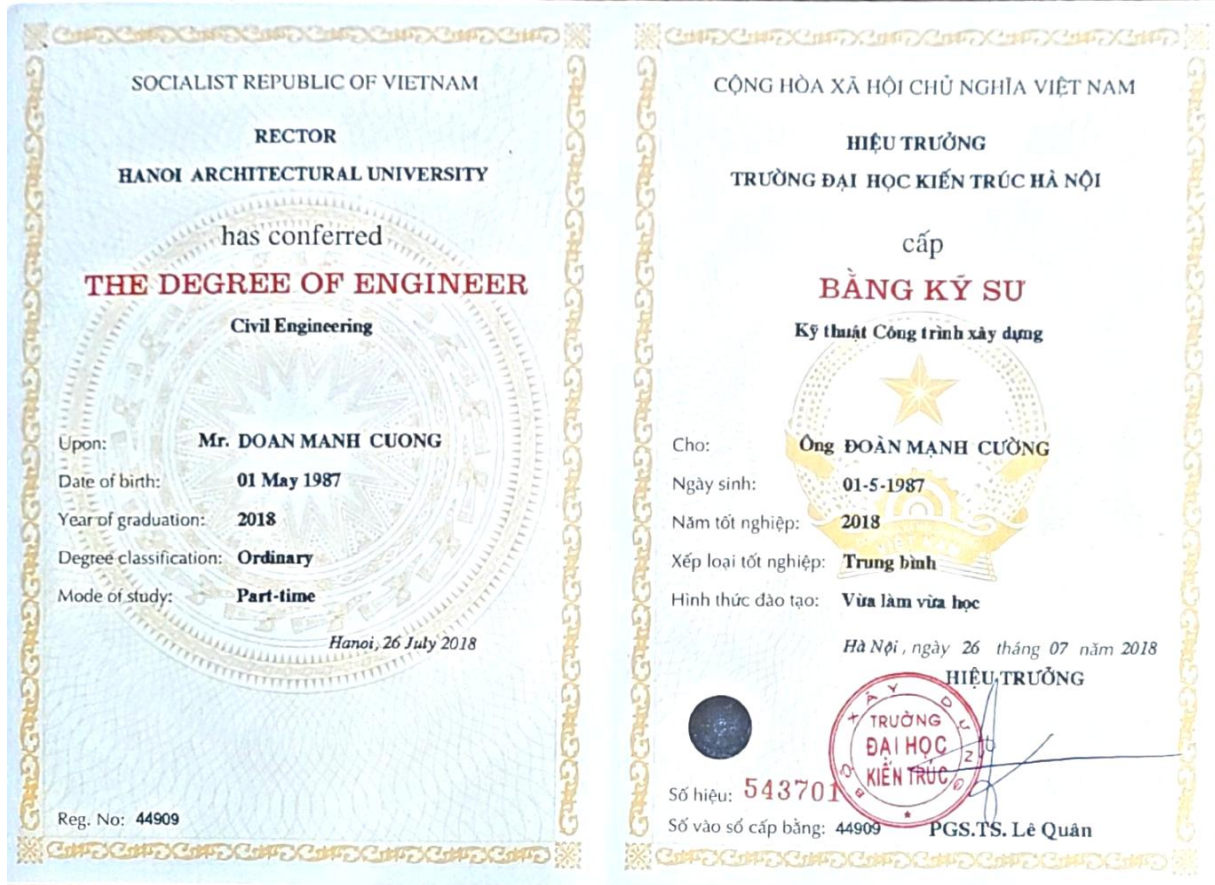 SOCIALIST REPUBLIC OF VIETNAM
RECTOR
HANOI ARCHITECTURAL UNIVERSITY
has conferred
THE DEGREE OF ENGINEER
Civil Engineering
Upon: Mr. DOAN MANH CUONG
Date of birth: 01 May 1987
Year of graduation: 2018
Degree classification: Ordinary
Mode of study: Part-time
Hanoi, 26 July 2018
Reg. No: 44909
CỘNG HÒA XÃ HỘI CHỦ NGHĨA VIỆT NAM
HIỆU TRƯỞNG
TRƯỜNG ĐẠI HỌC KIẾN TRÚC HÀ NỘI
cấp
BẰNG KỸ SƯ
Kỹ thuật Công trình xây dựng
Cho: Ông ĐOÀN MẠNH CƯỜNG
Ngày sinh: 01-5-1987
Năm tốt nghiệp: 2018
Xếp loại tốt nghiệp: Trung bình
Hình thức đào tạo: Vừa làm vừa học
Hà Nội, ngày 26 tháng 07 năm 2018
HIỆU TRƯỞNG
BỘ XÂY DỰNG
TRƯỜNG
ĐẠI HỌC
KIẾN TRÚC
Số hiệu: 543701
Số vào sổ cấp bằng: 44909
PGS.TS. Lê Quân